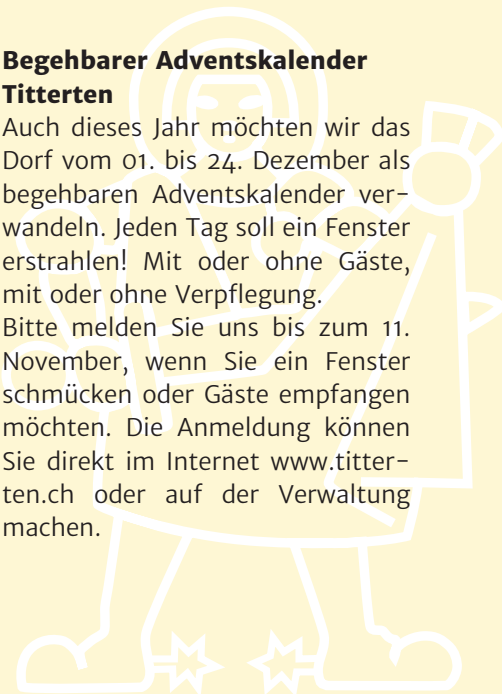 Begehbarer Adventskalender
Titterten
Auch dieses Jahr möchten wir das
Dorf vom 01. bis 24. Dezember als
begehbaren Adventskalender ver-
wandeln. Jeden Tag soll ein Fenster
erstrahlen! Mit oder ohne Gäste,
mit oder ohne Verpflegung.
Bitte melden Sie uns bis zum 11.
November, wenn Sie ein Fenster
schmücken oder Gäste empfangen
möchten. Die Anmeldung können
Sie direkt im Internet www.titter-
ten.ch oder auf der Verwaltung
machen.